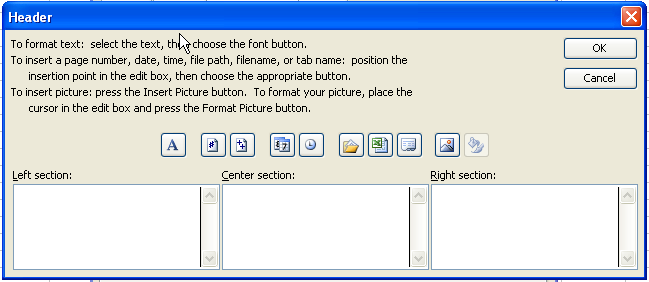 Header
To format text:  select the text, then choose the font button.
To insert a page number, date, time, file path, filename, or tab name:  position the
insertion point in the edit box, then choose the appropriate button.
To insert picture: press the Insert Picture button.  To format your picture, place the
cursor in the edit box and press the Format Picture button.
OK
Cancel
A
#
7
Left section:
Center section:
Right section: